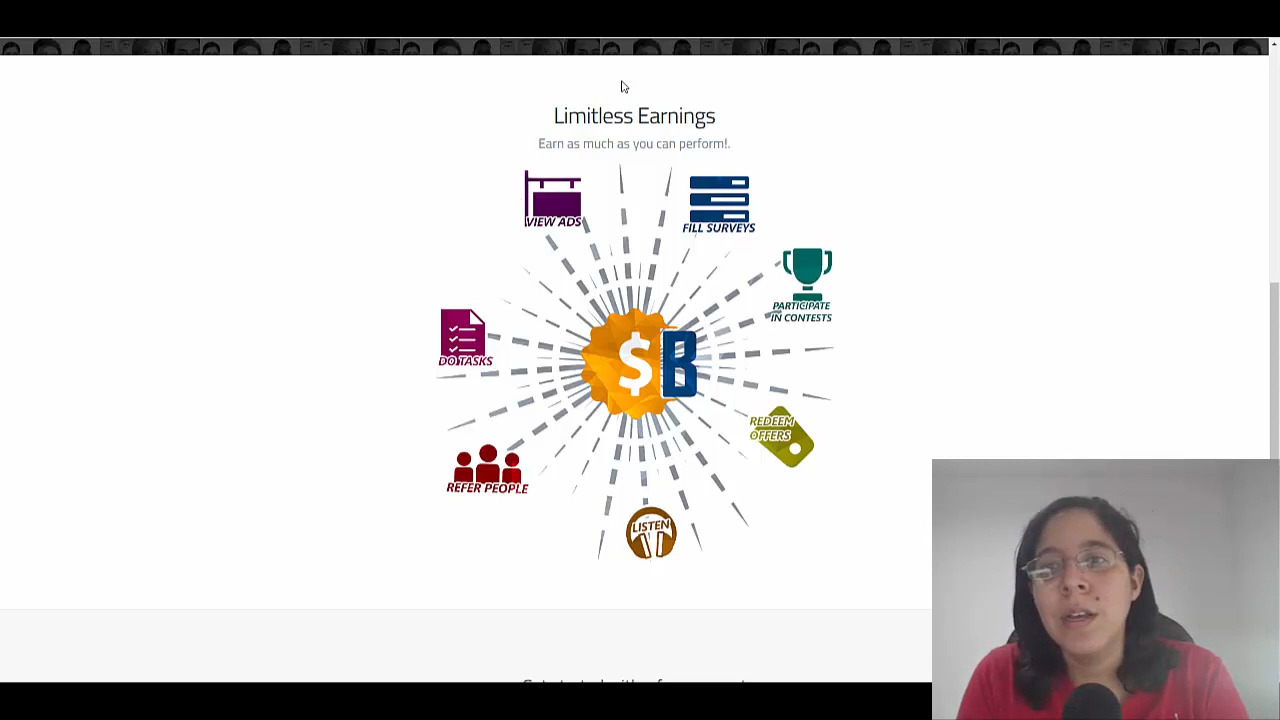 Limitless Earnings
Earn as much as you can perform!.
VIEW ADS
FILL SURVEYS
PARTICIPATE
IN CONTESTS
DO TASKS
$B
REDEEM
OFFERS
REFER PEOPLE
LISTEN